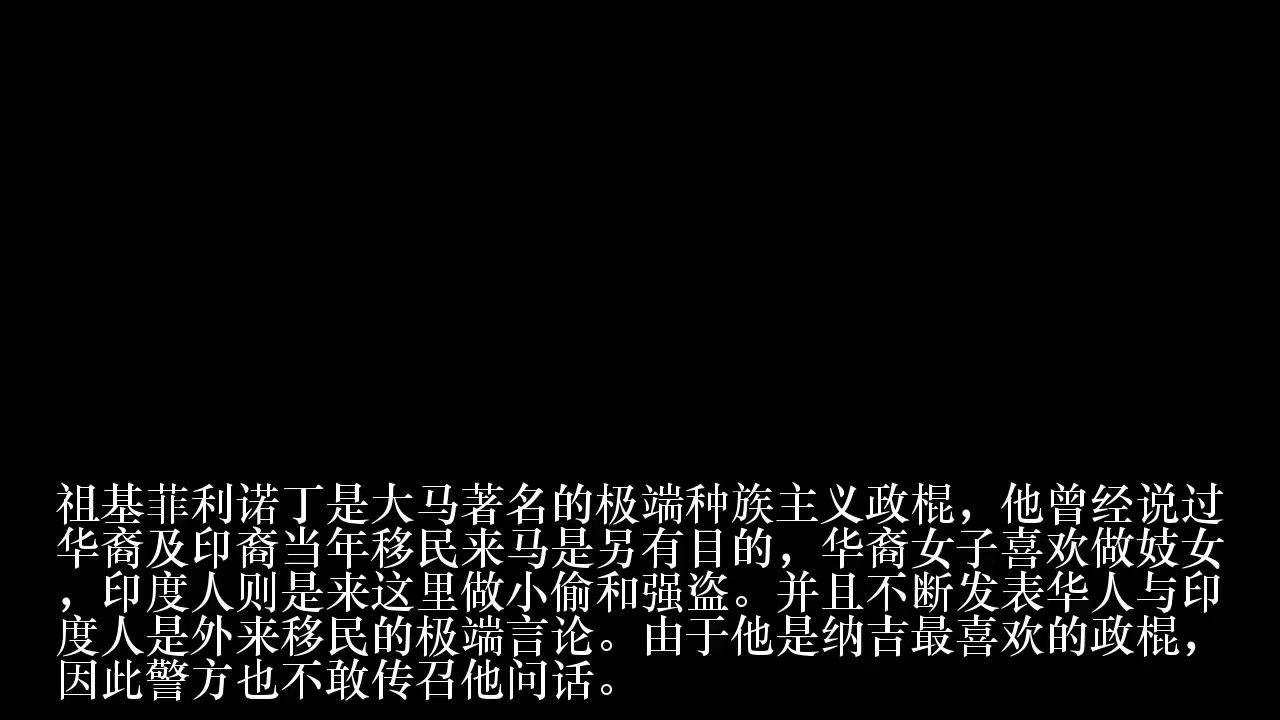 祖基菲利诺丁是大马著名的极端种族主义政棍，他曾经说过
华裔及印裔当年移民来马是另有目的，华裔女子喜欢做妓女
，印度人则是来这里做小偷和强盗。并且不断发表华人与印
度人是外来移民的极端言论。由于他是纳吉最喜欢的政棍，
因此警方也不敢传召他问话。